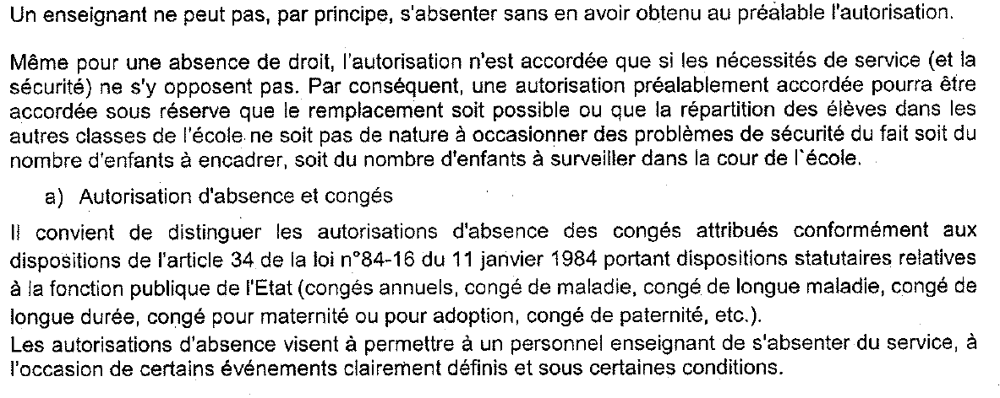 Un enseignant ne peut pas, par principe, s'absenter sans en avoir obtenu au préalable l'autorisation.
Même pour une absence de droit, l'autorisation n'est accordée que si les nécessités de service (et la
sécurité) ne s'y opposent pas. Par conséquent, une autorisation préalablement accordée pourra être
accordée sous réserve que le remplacement soit possible ou que la répartition des élèves dans les
autres classes de l'école ne soit pas de nature à occasionner des problèmes de sécurité du fait soit du
nombre d'enfants à encadrer, soit du nombre d'enfants à surveiller dans la cour de l'école.
a) Autorisation d'absence et congés
Il convient de distinguer les autorisations d'absence des congés attribués conformément aux
dispositions de l'article 34 de la loi n°84-16 du 11 janvier 1984 portant dispositions statutaires relatives
à la fonction publique de l'Etat (congés annuels, congé de maladie, congé de longue maladie, congé de
longue durée, congé pour maternité ou pour adoption, congé de paternité, etc.).
Les autorisations d'absence visent à permettre à un personnel enseignant de s'absenter du service, à
l'occasion de certains événements clairement définis et sous certaines conditions.